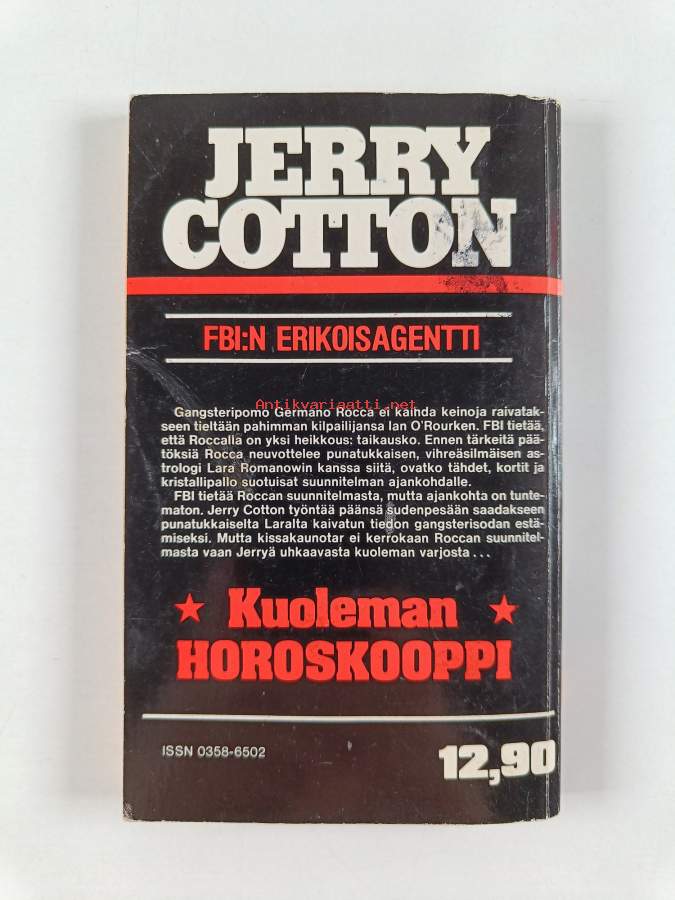 JERRY
COTTON
FBI:N ERIKOISAGENTTI
Antikvariaatti.net
Gangsteripomo Germano Rocca ei kaihda keinoja raivatak-
seen tieltään pahimman kilpailijansa Ian O'Rourken. FBI tietää,
että Roccalla on yksi heikkous: taikausko. Ennen tärkeitä pää-
töksiä Rocca neuvottelee punatukkaisen, vihreäsilmäisen as-
trologi Lara Romanowin kanssa siitä, ovatko tähdet, kortit ja
kristallipallo suotuisat suunnitelman ajankohdalle.
FBI tietää Roccan suunnitelmasta, mutta ajankohta on tunte-
maton. Jerry Cotton työntää päänsä sudenpesään saadakseen
punatukkaiselta Laralta kaivatun tiedon gangsterisodan estä-
miseksi. Mutta kissakaunotar ei kerrokaan Roccan suunnitel-
masta vaan Jerryä uhkaavasta kuoleman varjosta...
★ Kuoleman ★
HOROSKOOPPI
ISSN 0358-6502
12,90